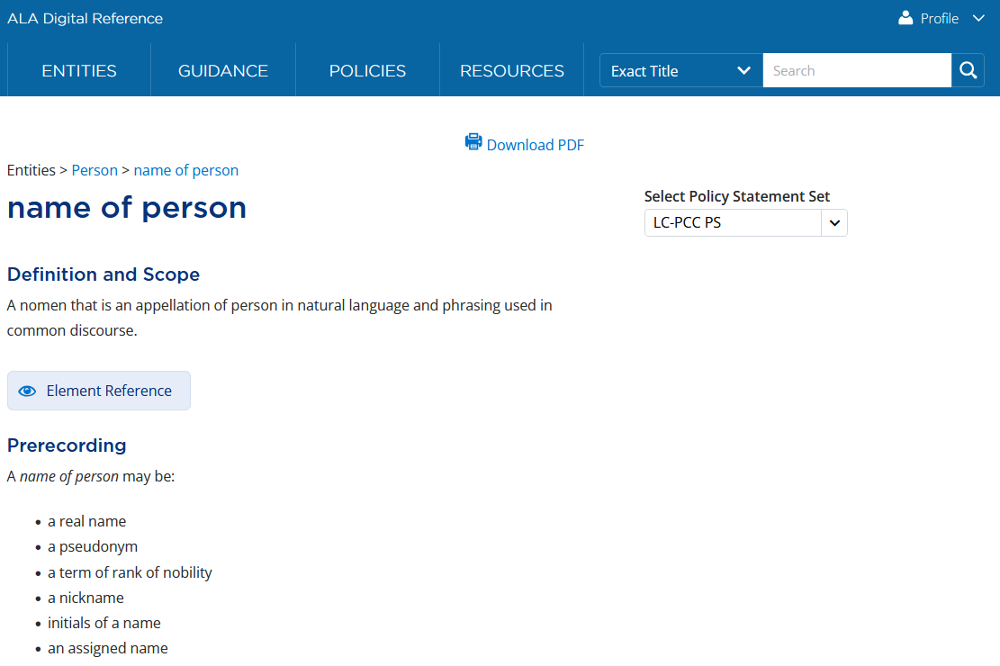 ALA Digital Reference
Profile
ENTITIES
GUIDANCE
POLICIES
RESOURCES
Exact Title
Search
Download PDF
Entities > Person > name of person
name of person
Select Policy Statement Set
LC-PCC PS
Definition and Scope
A nomen that is an appellation of person in natural language and phrasing used in
common discourse.
Element Reference
Prerecording
A name of person may be:
• a real name
• a pseudonym
• a term of rank of nobility
• a nickname
• initials of a name
• an assigned name